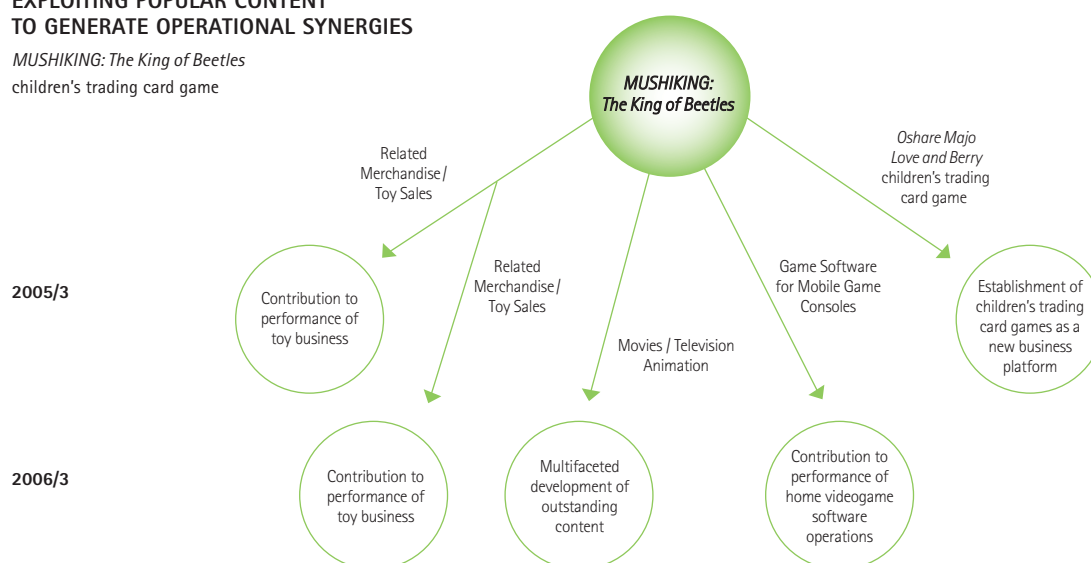 EXPLOITING POPULAR CONTENT
TO GENERATE OPERATIONAL SYNERGIES
MUSHIKING: The King of Beetles
children's trading card game
MUSHIKING:
The King of Beetles
Related
Merchandise/
Toy Sales
Related
Merchandise/
Toy Sales
Movies / Television
Animation
Game Software
for Mobile Game
Consoles
Oshare Majo
Love and Berry
children's trading
card game
2005/3
Contribution to
performance of
toy business
Establishment of
children's trading
card games as a
new business
platform
2006/3
Contribution to
performance of
toy business
Multifaceted
development of
outstanding
content
Contribution to
performance of
home videogame
software
operations